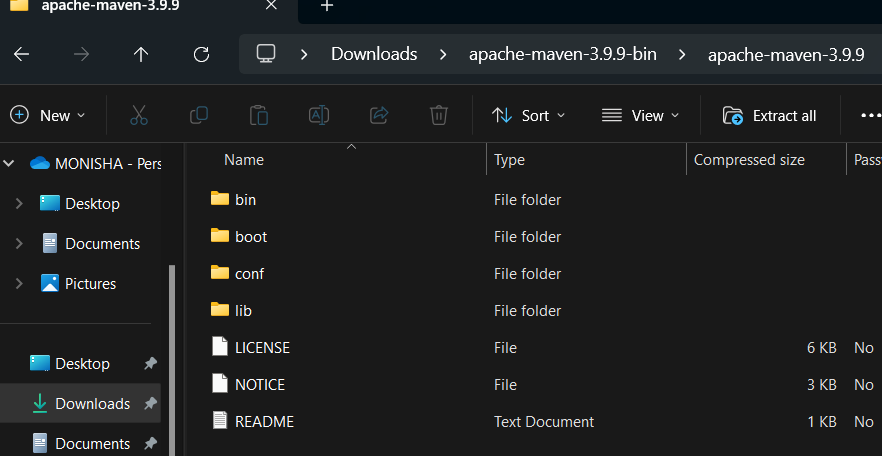 apache-maven-3.9.9
Downloads apache-maven-3.9.9-bin apache-maven-3.9.9
New Sort View Extract all
Name Type Compressed size Pass
MONISHA - Pers
Desktop
Documents
Pictures
Desktop
Downloads
Documents
bin File folder
boot File folder
conf File folder
lib File folder
LICENSE File 6 KB No
NOTICE File 3 KB No
README Text Document 1 KB No